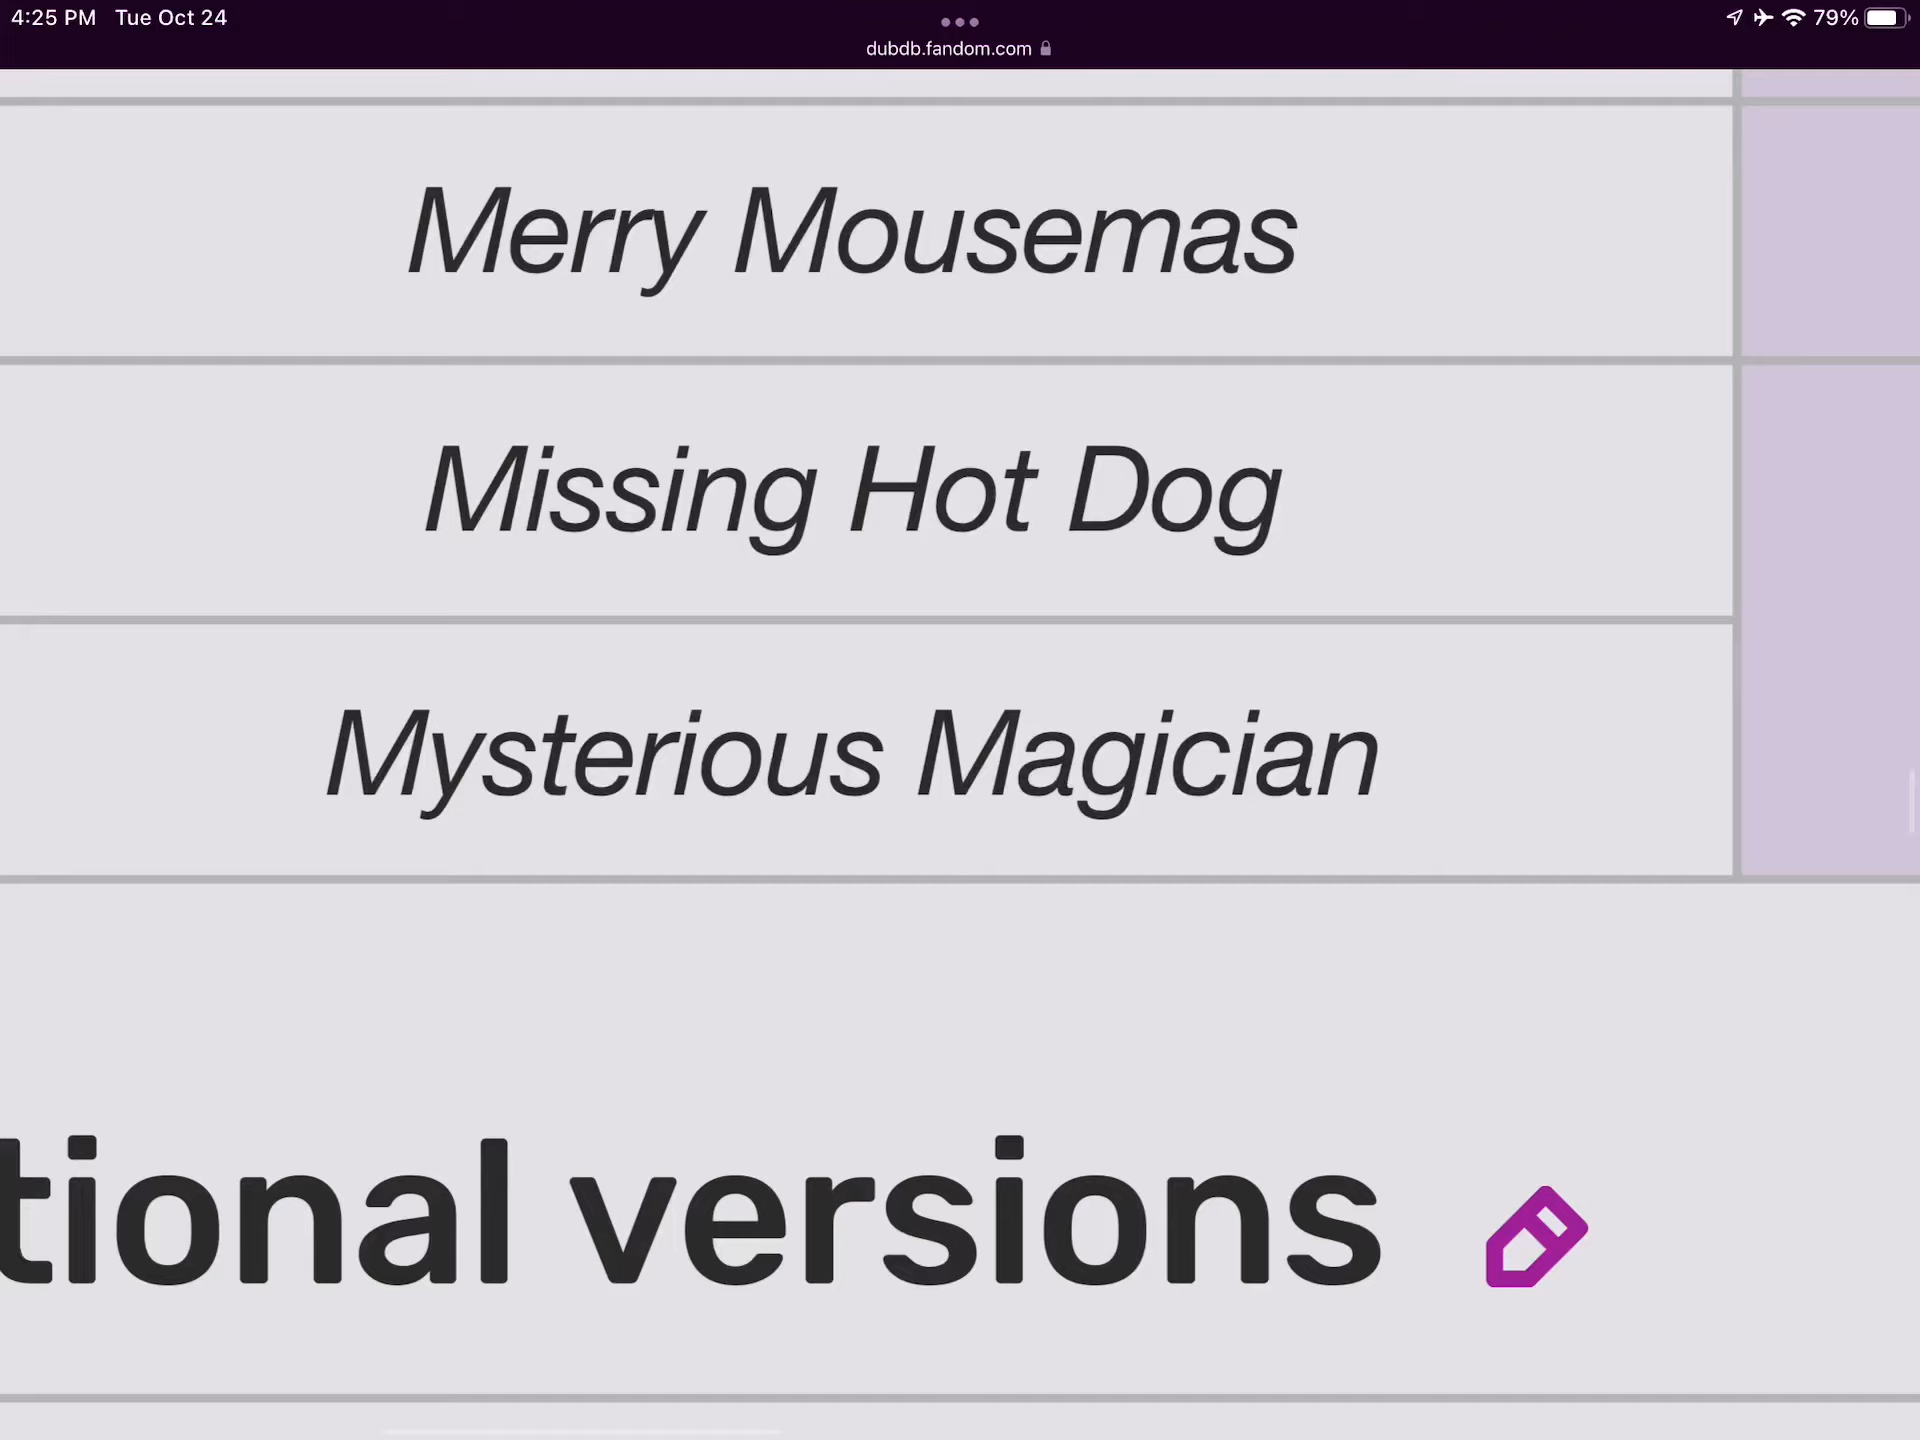 4:25 PM Tue Oct 24
79%
dubdb.fandom.com
Merry Mousemas
Missing Hot Dog
Mysterious Magician
tional versions